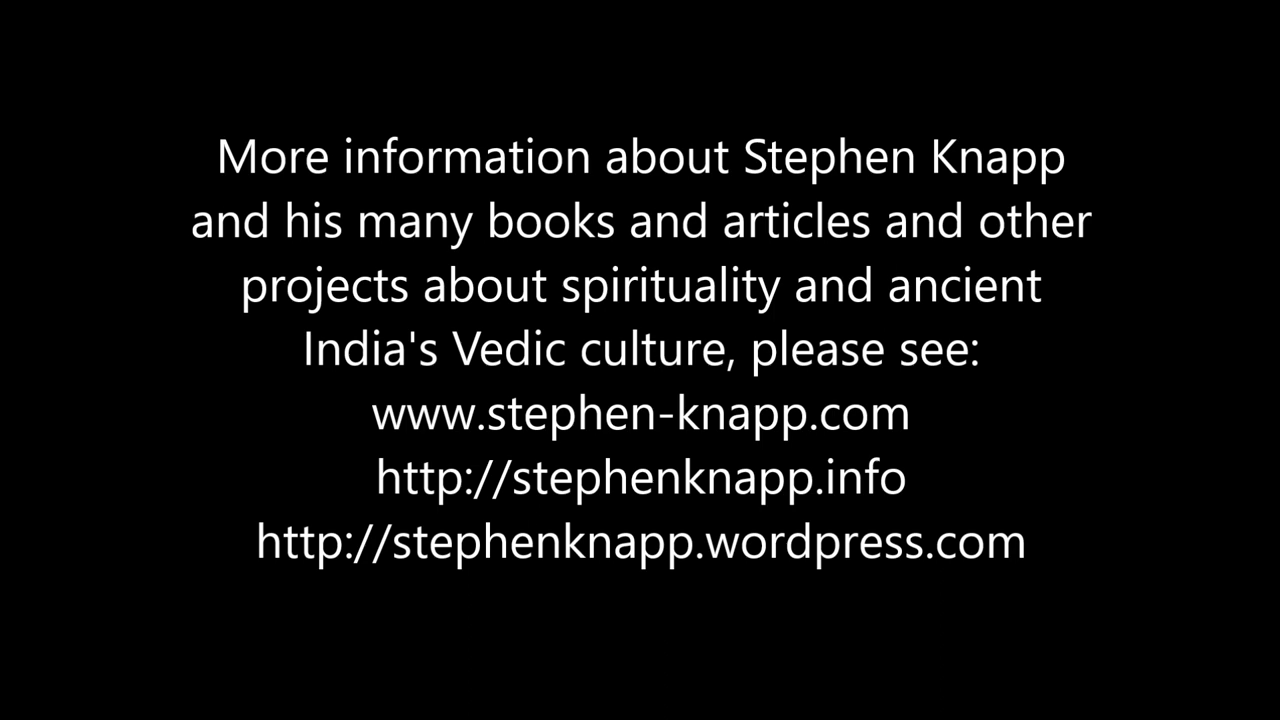 More information about Stephen Knapp
and his many books and articles and other
projects about spirituality and ancient
India's Vedic culture, please see:
www.stephen-knapp.com
http://stephenknapp.info
http://stephenknapp.wordpress.com